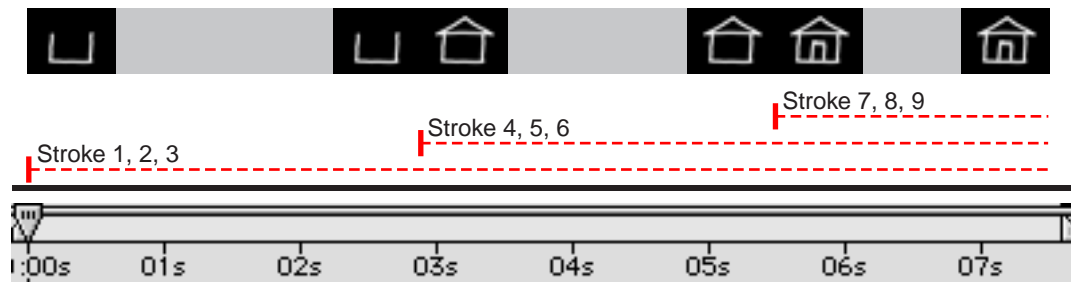 Stroke 7, 8, 9
Stroke 4, 5, 6
Stroke 1, 2, 3
:00s 01s 02s 03s 04s 05s 06s 07s